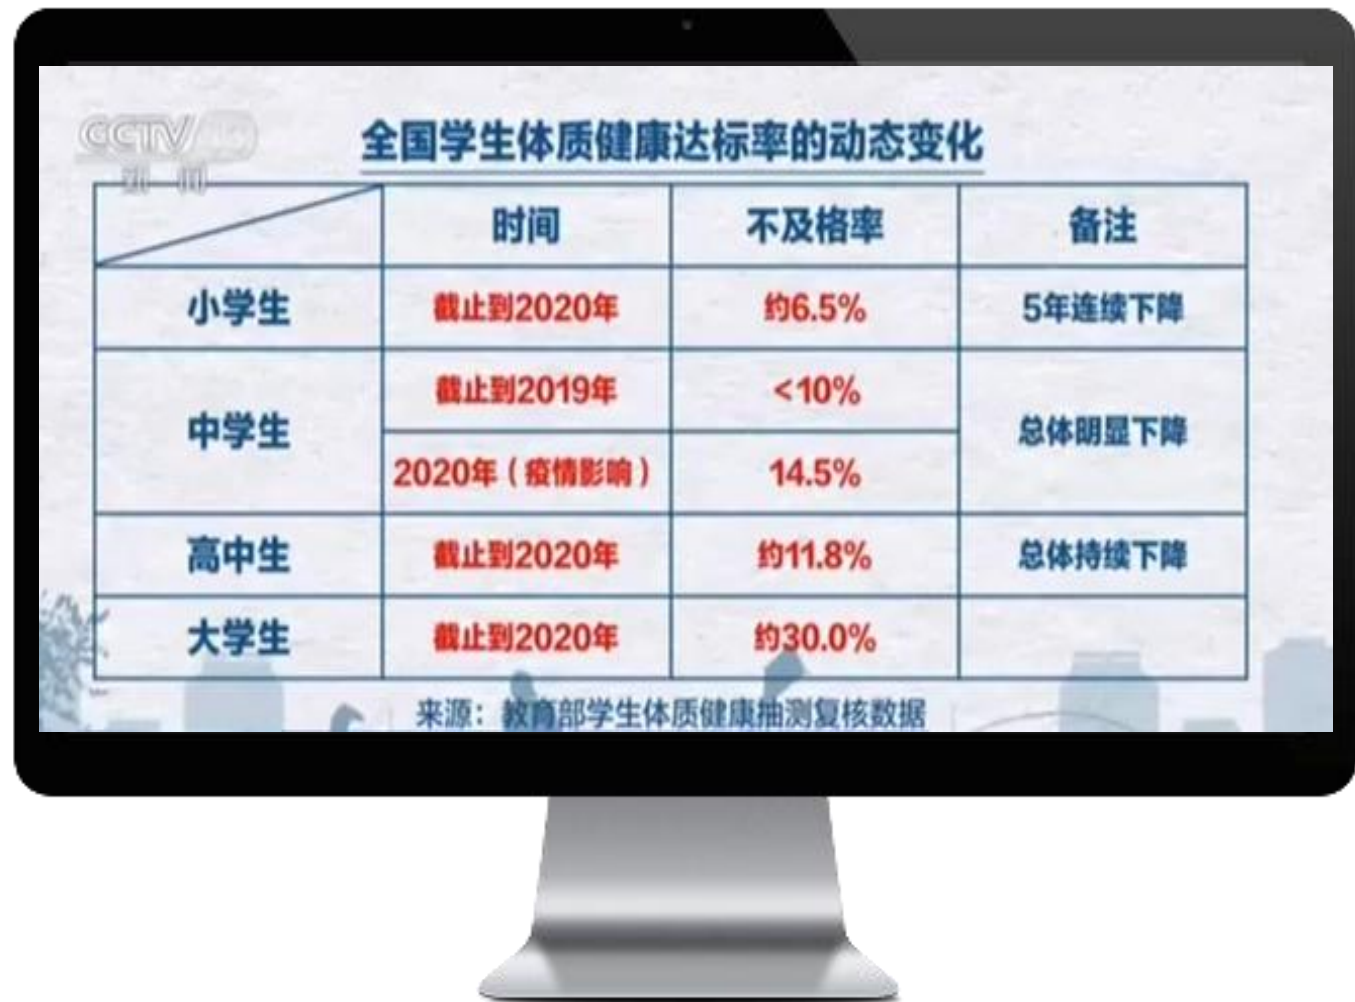 CCTV
新闻
全国学生体质健康达标率的动态变化
时间 不及格率 备注
小学生 截止到2020年 约6.5% 5年连续下降
中学生 截止到2019年 <10% 总体明显下降
2020年（疫情影响） 14.5%
高中生 截止到2020年 约11.8% 总体持续下降
大学生 截止到2020年 约30.0%
来源：教育部学生体质健康抽测复核数据